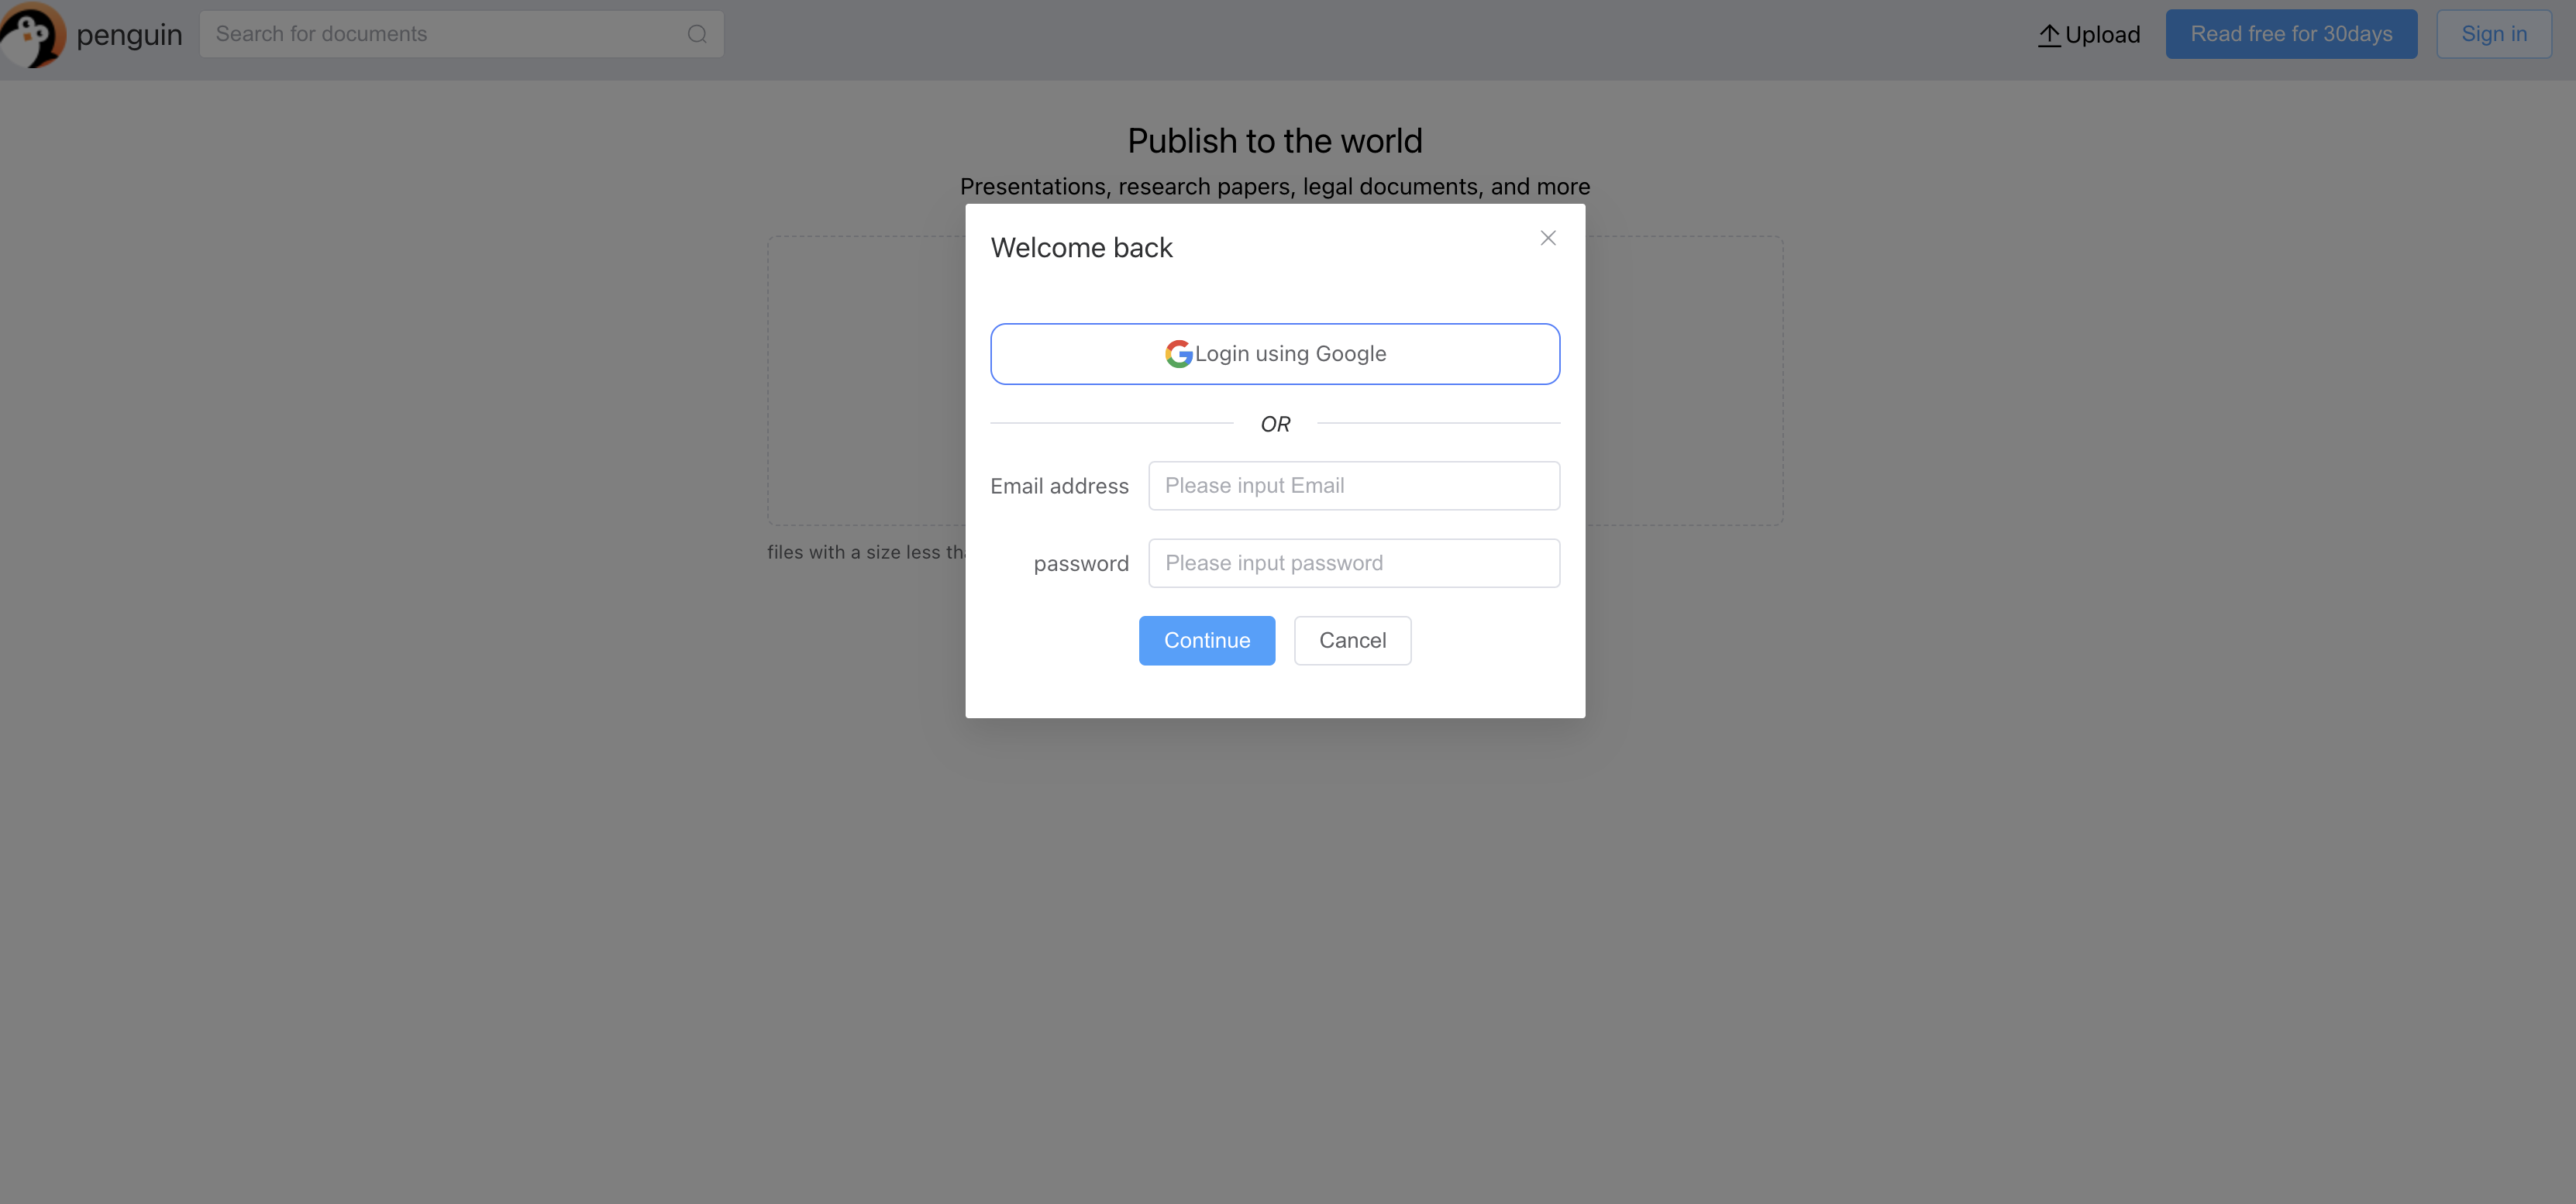 penguin
Search for documents
Upload
Read free for 30days
Sign in
Publish to the world
Presentations, research papers, legal documents, and more
Welcome back
Login using Google
OR
Email address
Please input Email
files with a size less
password
Please input password
Continue
Cancel